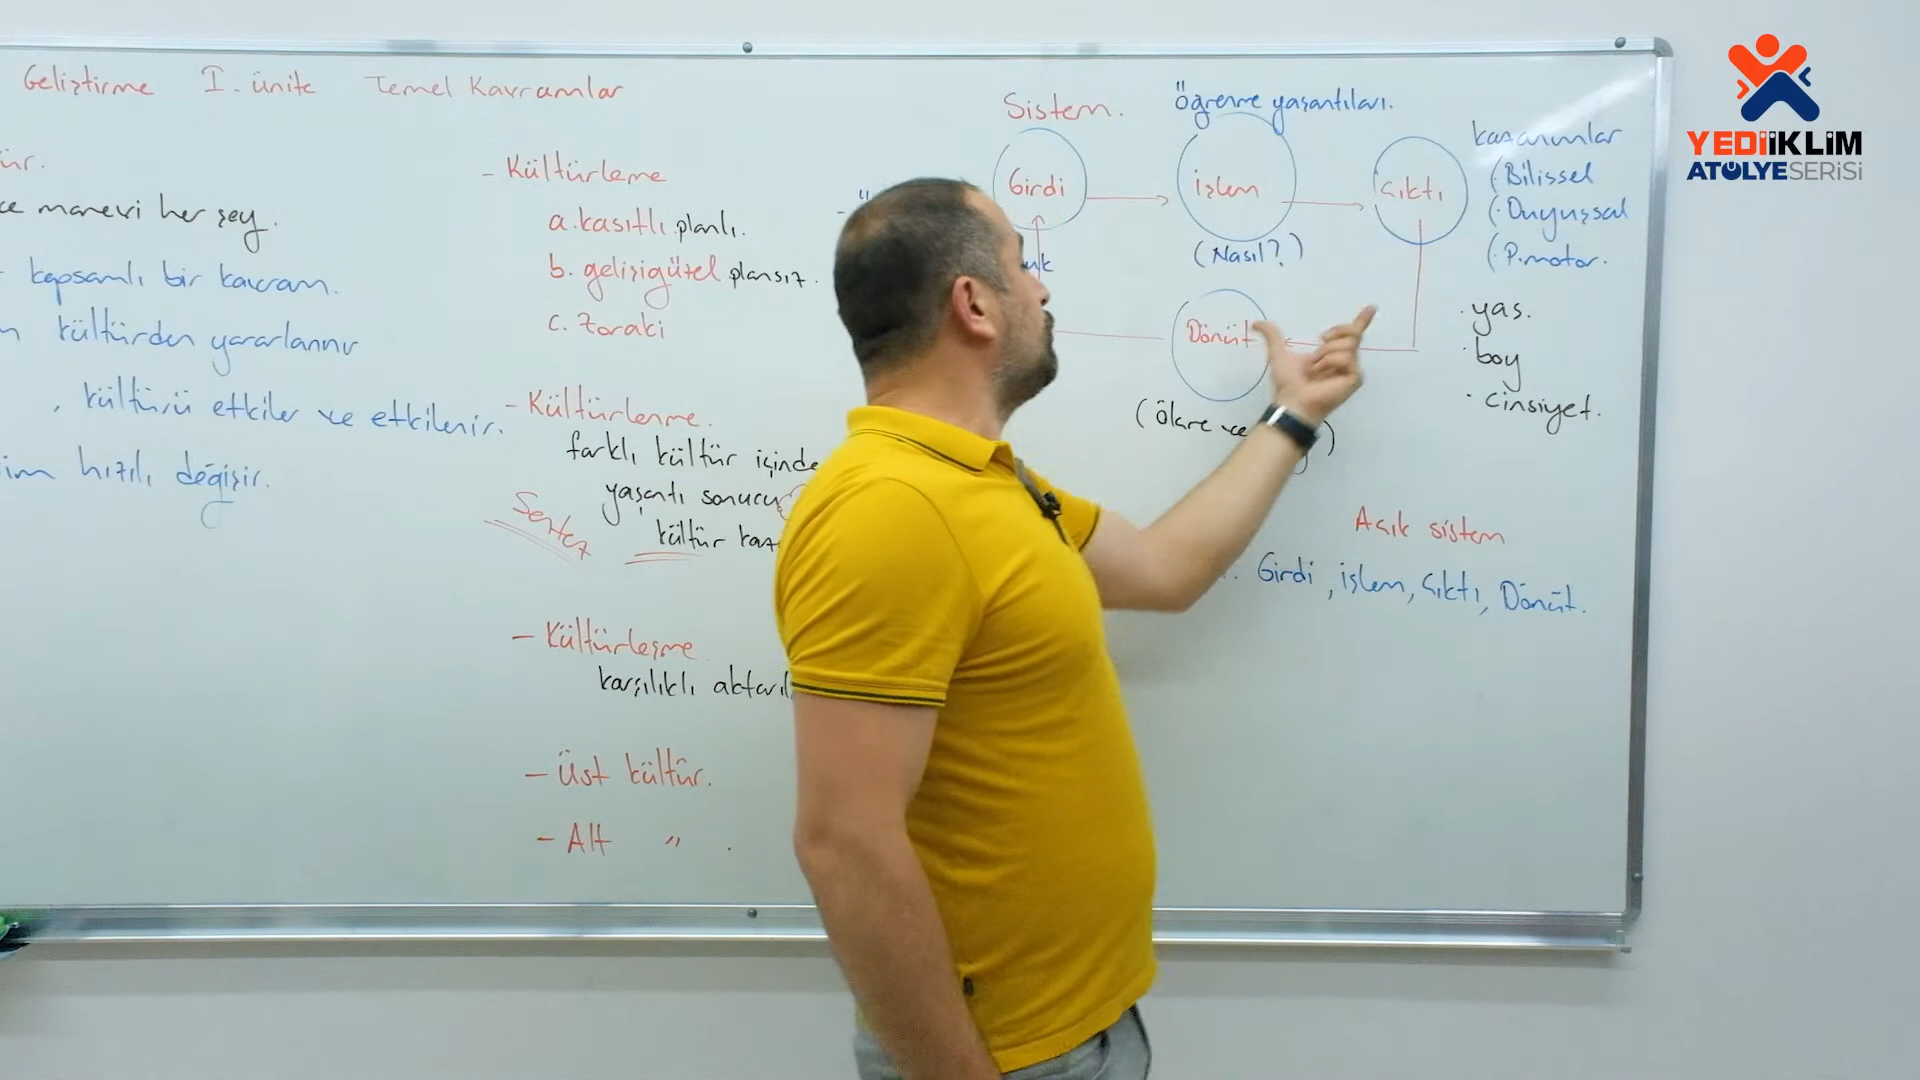 Geliştirme I. ünite Temel Kavramlar
manevi her şey.
kapsamlı bir kavram.
kültürden yararlanır
, kültürü etkiler ve etkilenir.
hızlı değişir.
- Kültürleme
a. kasıtlı planlı.
b. gelişigüzel plansız.
c. Zoraki
- Kültürlenme.
farklı kültür içinde
yaşantı sonucu
Sentez
kültür
- Kültürleşme
karşılıklı
- Üst kültür.
- Alt " .
Sistem.
Öğrenme yaşantıları.
Girdi
işlem
Çıktı
(Nasıl?)
Dönüt
(Ölçme ve
kazanımlar
(· Bilişsel
(· Duyuşsal
(· P.motor.
· yaş.
· boy
· cinsiyet.
Açık sistem
Girdi, işlem, Çıktı, Dönüt.
YEDİİKLİM
ATÖLYESERİSİ